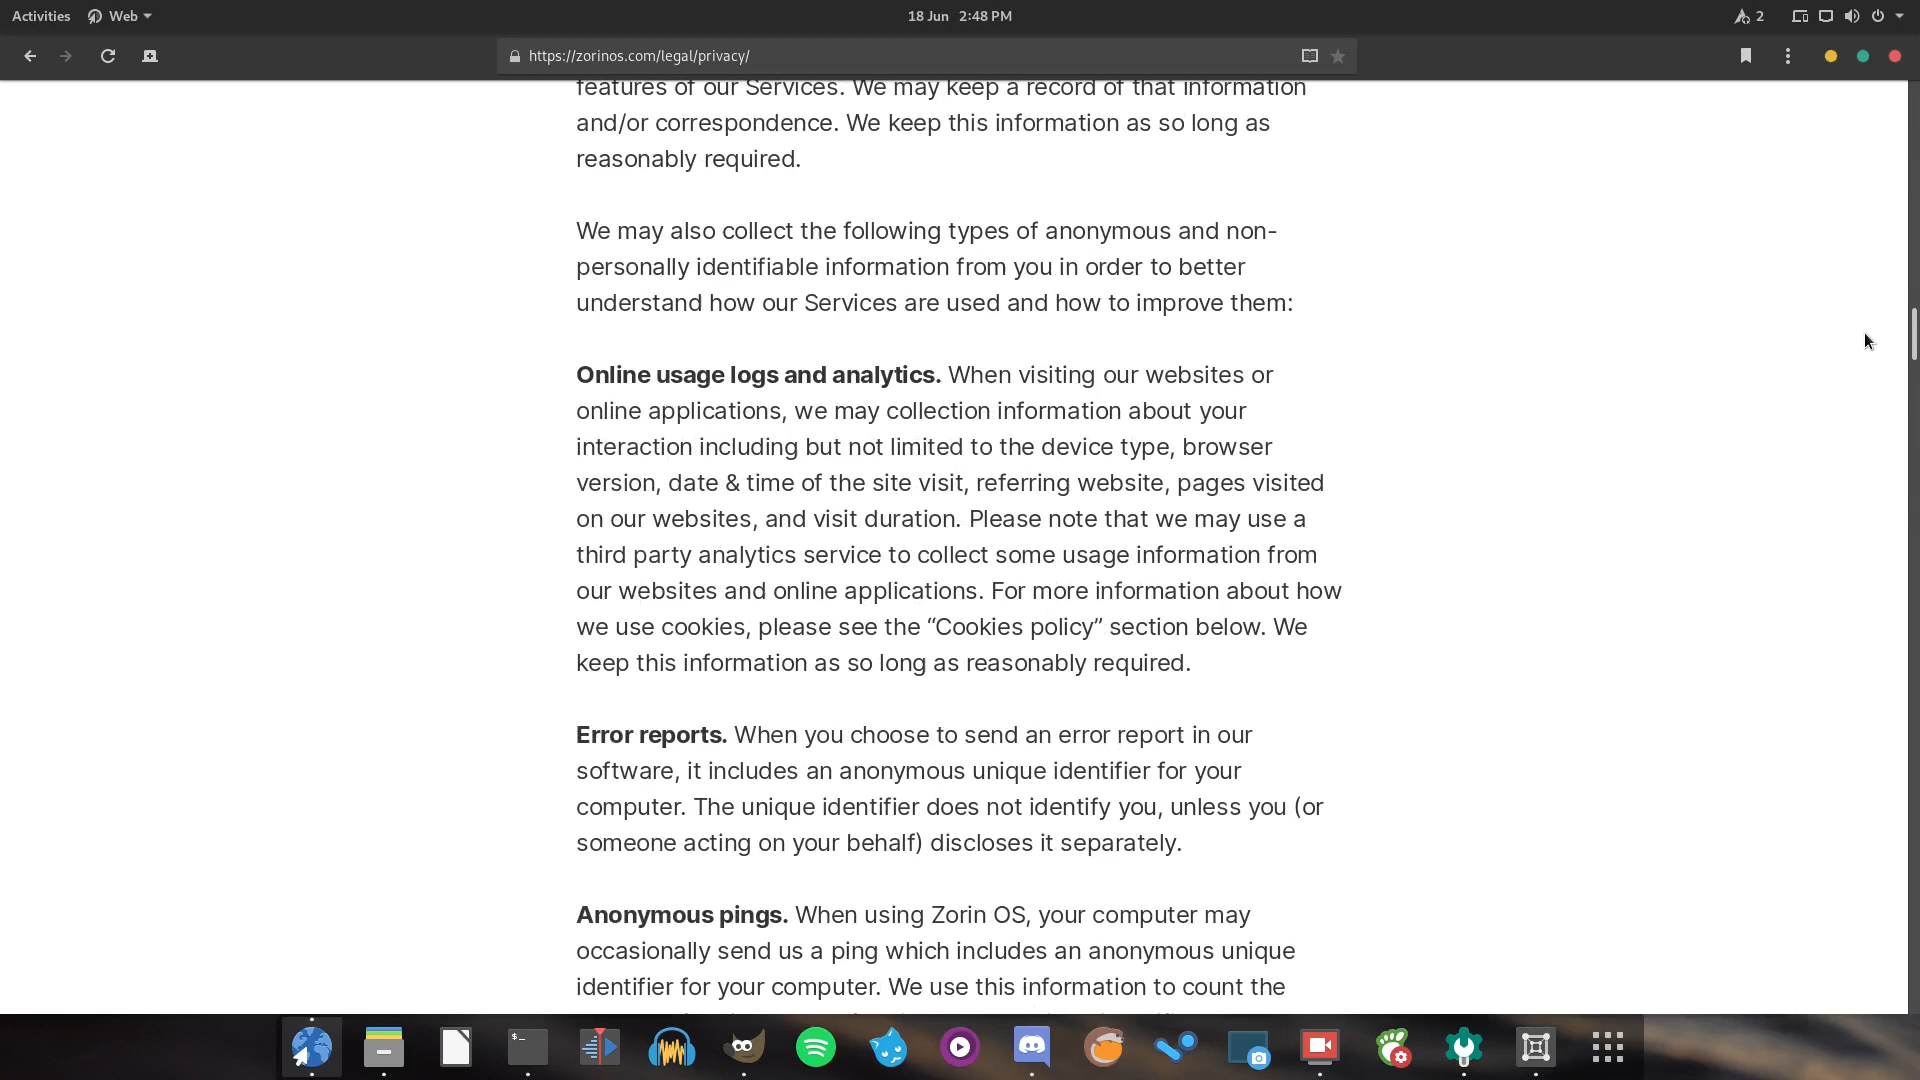 Activities Web 18 Jun 2:48 PM 2
https://zorinos.com/legal/privacy/
features of our Services. We may keep a record of that information
and/or correspondence. We keep this information as so long as
reasonably required.
We may also collect the following types of anonymous and non-
personally identifiable information from you in order to better
understand how our Services are used and how to improve them:
Online usage logs and analytics. When visiting our websites or
online applications, we may collection information about your
interaction including but not limited to the device type, browser
version, date & time of the site visit, referring website, pages visited
on our websites, and visit duration. Please note that we may use a
third party analytics service to collect some usage information from
our websites and online applications. For more information about how
we use cookies, please see the “Cookies policy” section below. We
keep this information as so long as reasonably required.
Error reports. When you choose to send an error report in our
software, it includes an anonymous unique identifier for your
computer. The unique identifier does not identify you, unless you (or
someone acting on your behalf) discloses it separately.
Anonymous pings. When using Zorin OS, your computer may
occasionally send us a ping which includes an anonymous unique
identifier for your computer. We use this information to count the